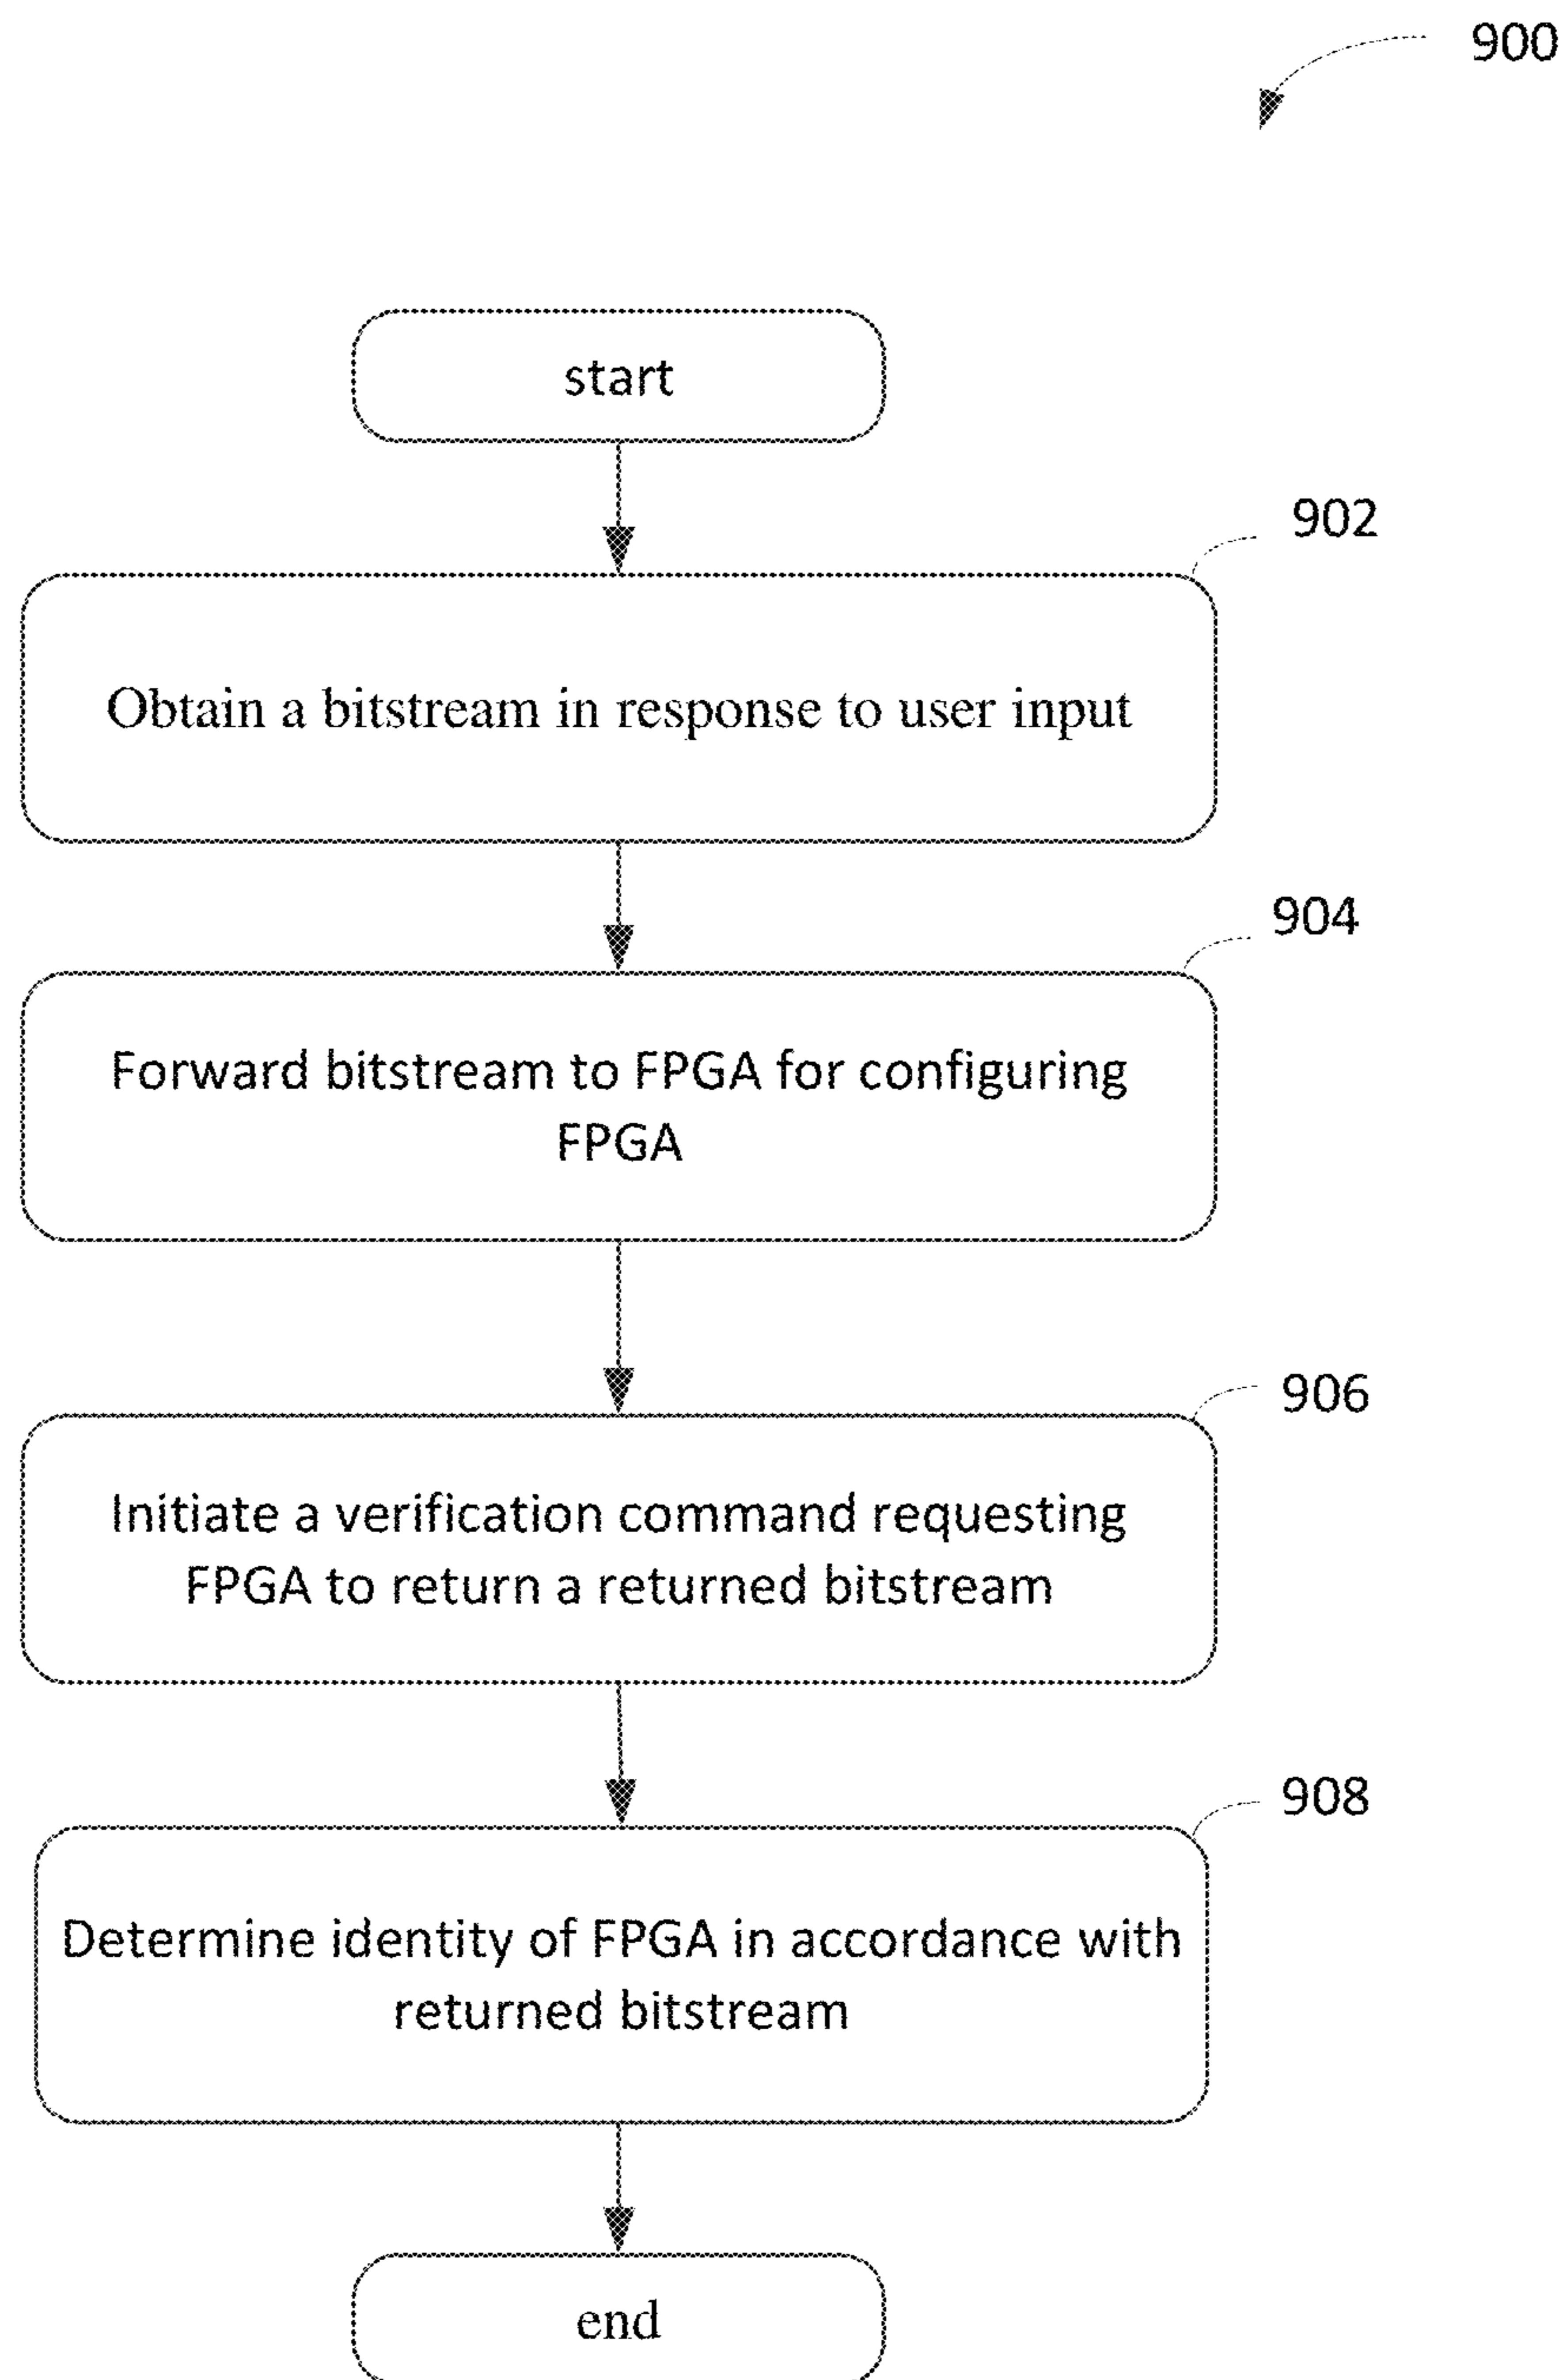 900
start
902
Obtain a bitstream in response to user input
904
Forward bitstream to FPGA for configuring
FPGA
906
Initiate a verification command requesting
FPGA to return a returned bitstream
908
Determine identity of FPGA in accordance with
returned bitstream
end